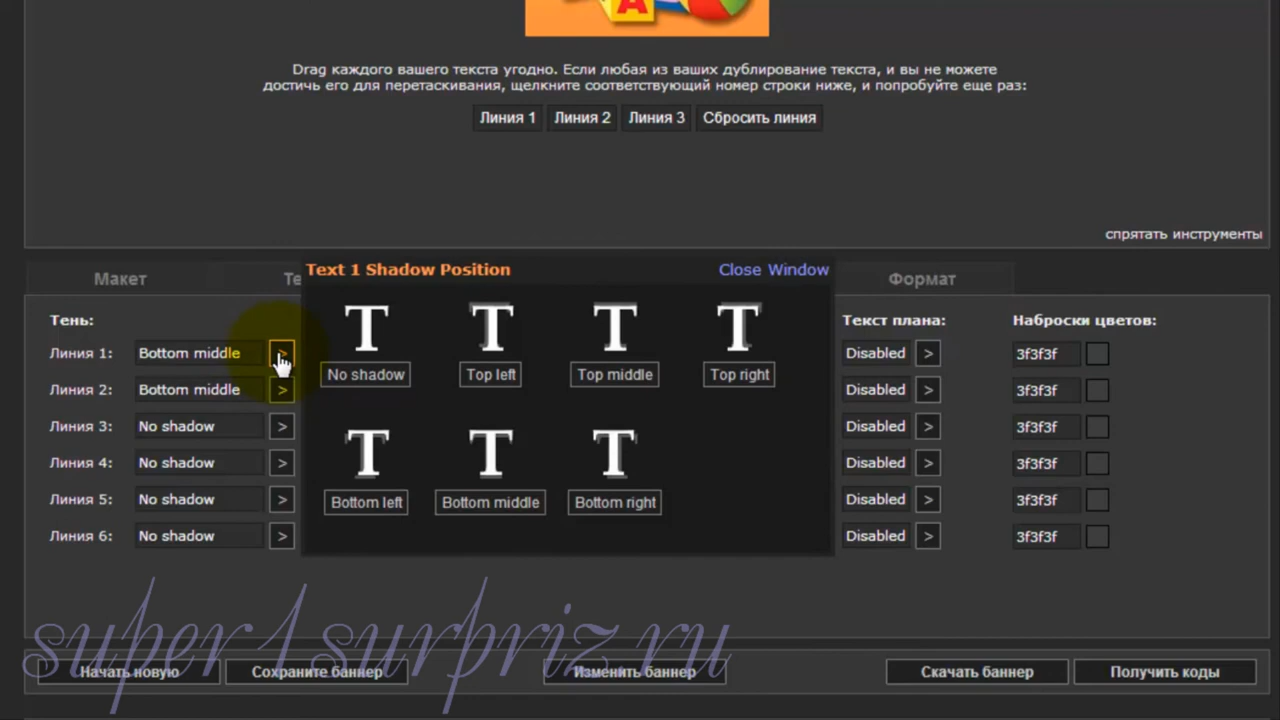 A
Drag каждого вашего текста угодно. Если любая из ваших дублирование текста, и вы не можете
достичь его для перетаскивания, щелкните соответствующий номер строки ниже, и попробуйте еще раз:
Линия 1 Линия 2 Линия 3 Сбросить линия
спрятать инструменты
Макет Те Формат
Text 1 Shadow Position Close Window
T T T T
No shadow Top left Top middle Top right
T T T
Bottom left Bottom middle Bottom right
Тень: Текст плана: Наброски цветов:
Линия 1: Bottom middle > Disabled > 3f3f3f
Линия 2: Bottom middle > Disabled > 3f3f3f
Линия 3: No shadow > Disabled > 3f3f3f
Линия 4: No shadow > Disabled > 3f3f3f
Линия 5: No shadow > Disabled > 3f3f3f
Линия 6: No shadow > Disabled > 3f3f3f
super1surpriz.ru
Начать новую Сохраните баннер Изменить баннер Скачать баннер Получить коды